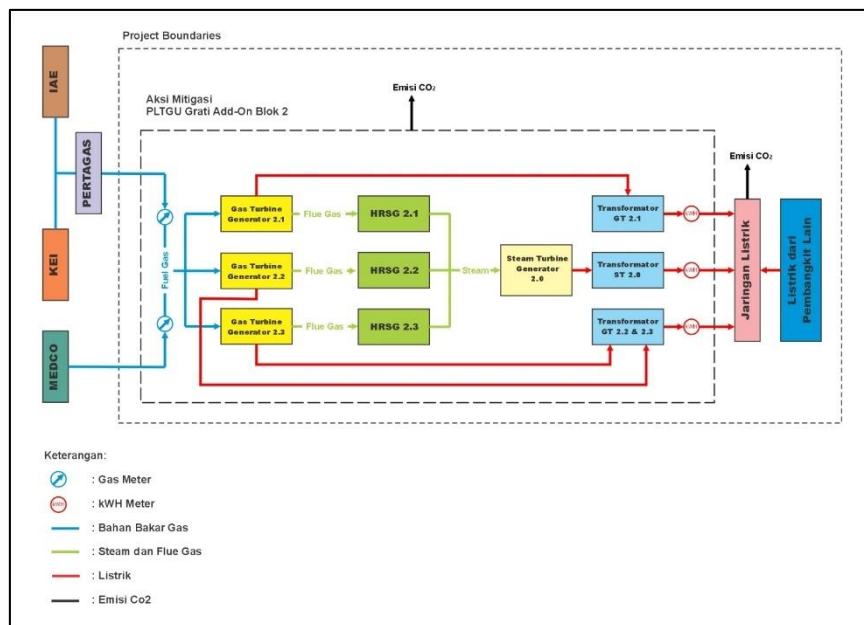 Project Boundaries
IAE
PERTAGAS
KEI
MEDCO
Aksi Mitigasi
PLTGU Grati Add-On Blok 2
Emisi CO₂
Emisi CO₂
Fuel Gas
Gas Turbine
Generator 2.1
Flue Gas
HRSG 2.1
Gas Turbine
Generator 2.2
Flue Gas
HRSG 2.2
Gas Turbine
Generator 2.3
Flue Gas
HRSG 2.3
Steam
Steam Turbine
Generator 2.0
Transformator
GT 2.1
kWH
Transformator
ST 2.0
kWH
Transformator
GT 2.2 & 2.3
kWH
Jaringan Listrik
Listrik dari
Pembangkit Lain
Keterangan:
: Gas Meter
kWH : kWH Meter
: Bahan Bakar Gas
: Steam dan Flue Gas
: Listrik
: Emisi Co2